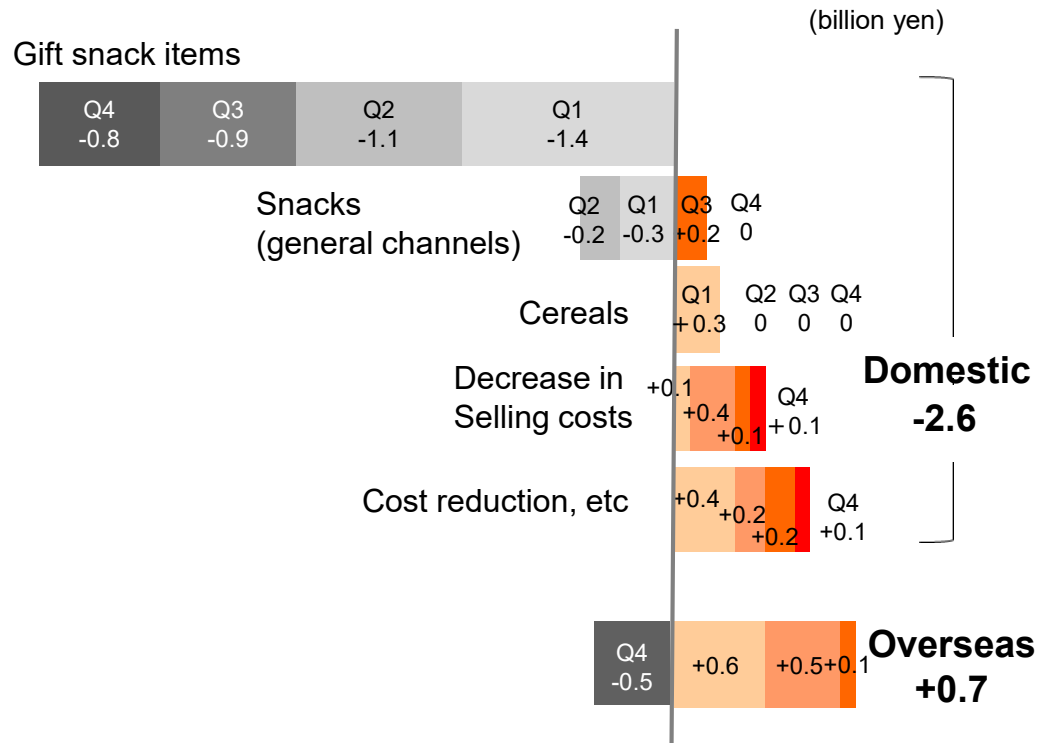 (billion yen)
Gift snack items
Q4
-0.8
Q3
-0.9
Q2
-1.1
Q1
-1.4
Snacks
(general channels)
Q2
-0.2
Q1
-0.3
Q3
+0.2
Q4
0
Cereals
Q1
+0.3
Q2
0
Q3
0
Q4
0
Domestic
-2.6
Decrease in
Selling costs
+0.1
+0.4
+0.1
Q4
+0.1
Cost reduction, etc
+0.4
+0.2
+0.2
Q4
+0.1
Q4
-0.5
+0.6
+0.5
+0.1
Overseas
+0.7